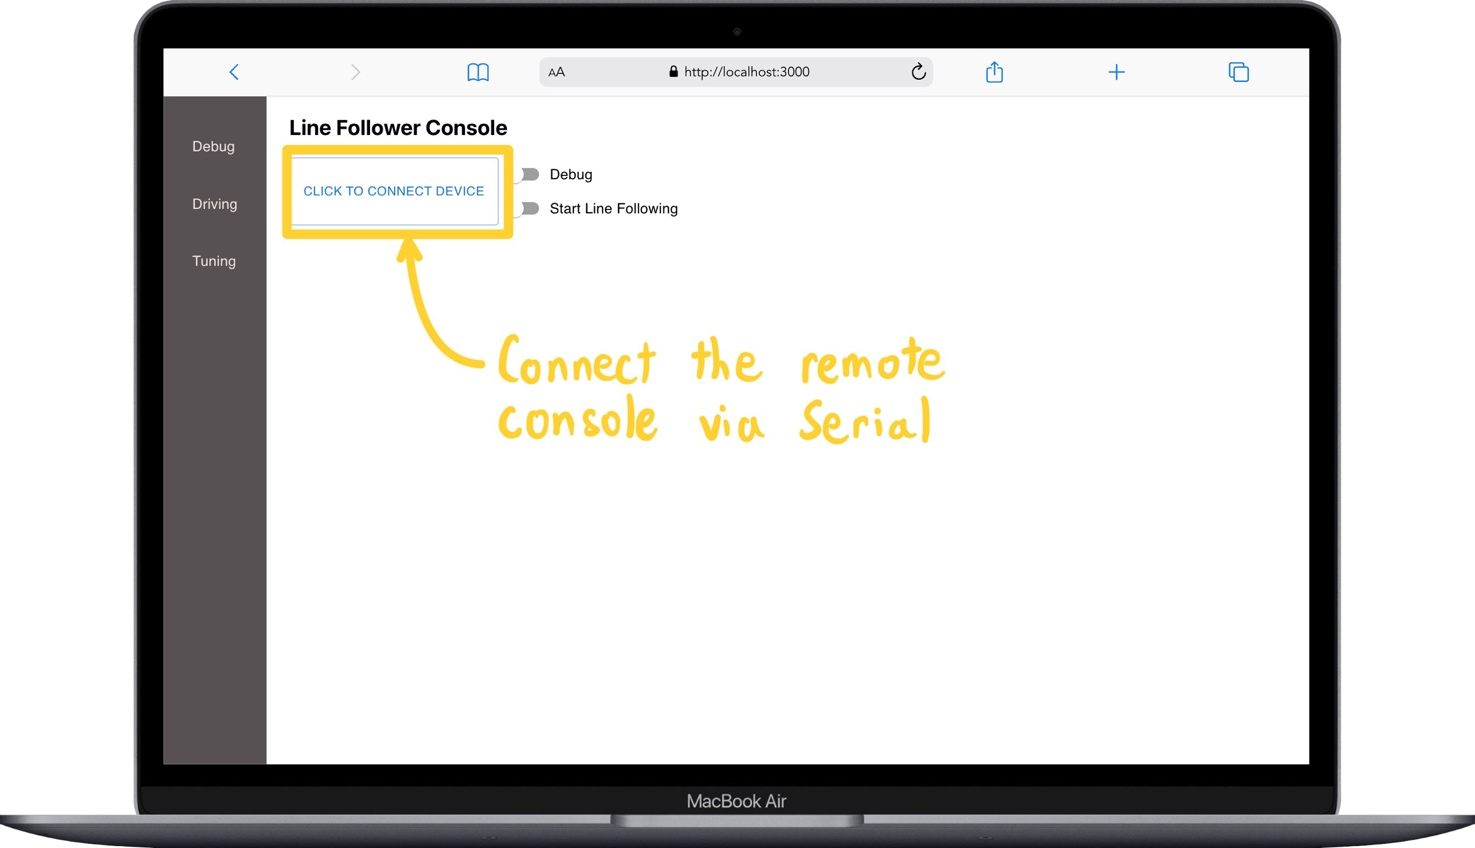 AA
http://localhost:3000
Debug
Driving
Tuning
Line Follower Console
CLICK TO CONNECT DEVICE
Debug
Start Line Following
Connect the remote
console via Serial
MacBook Air